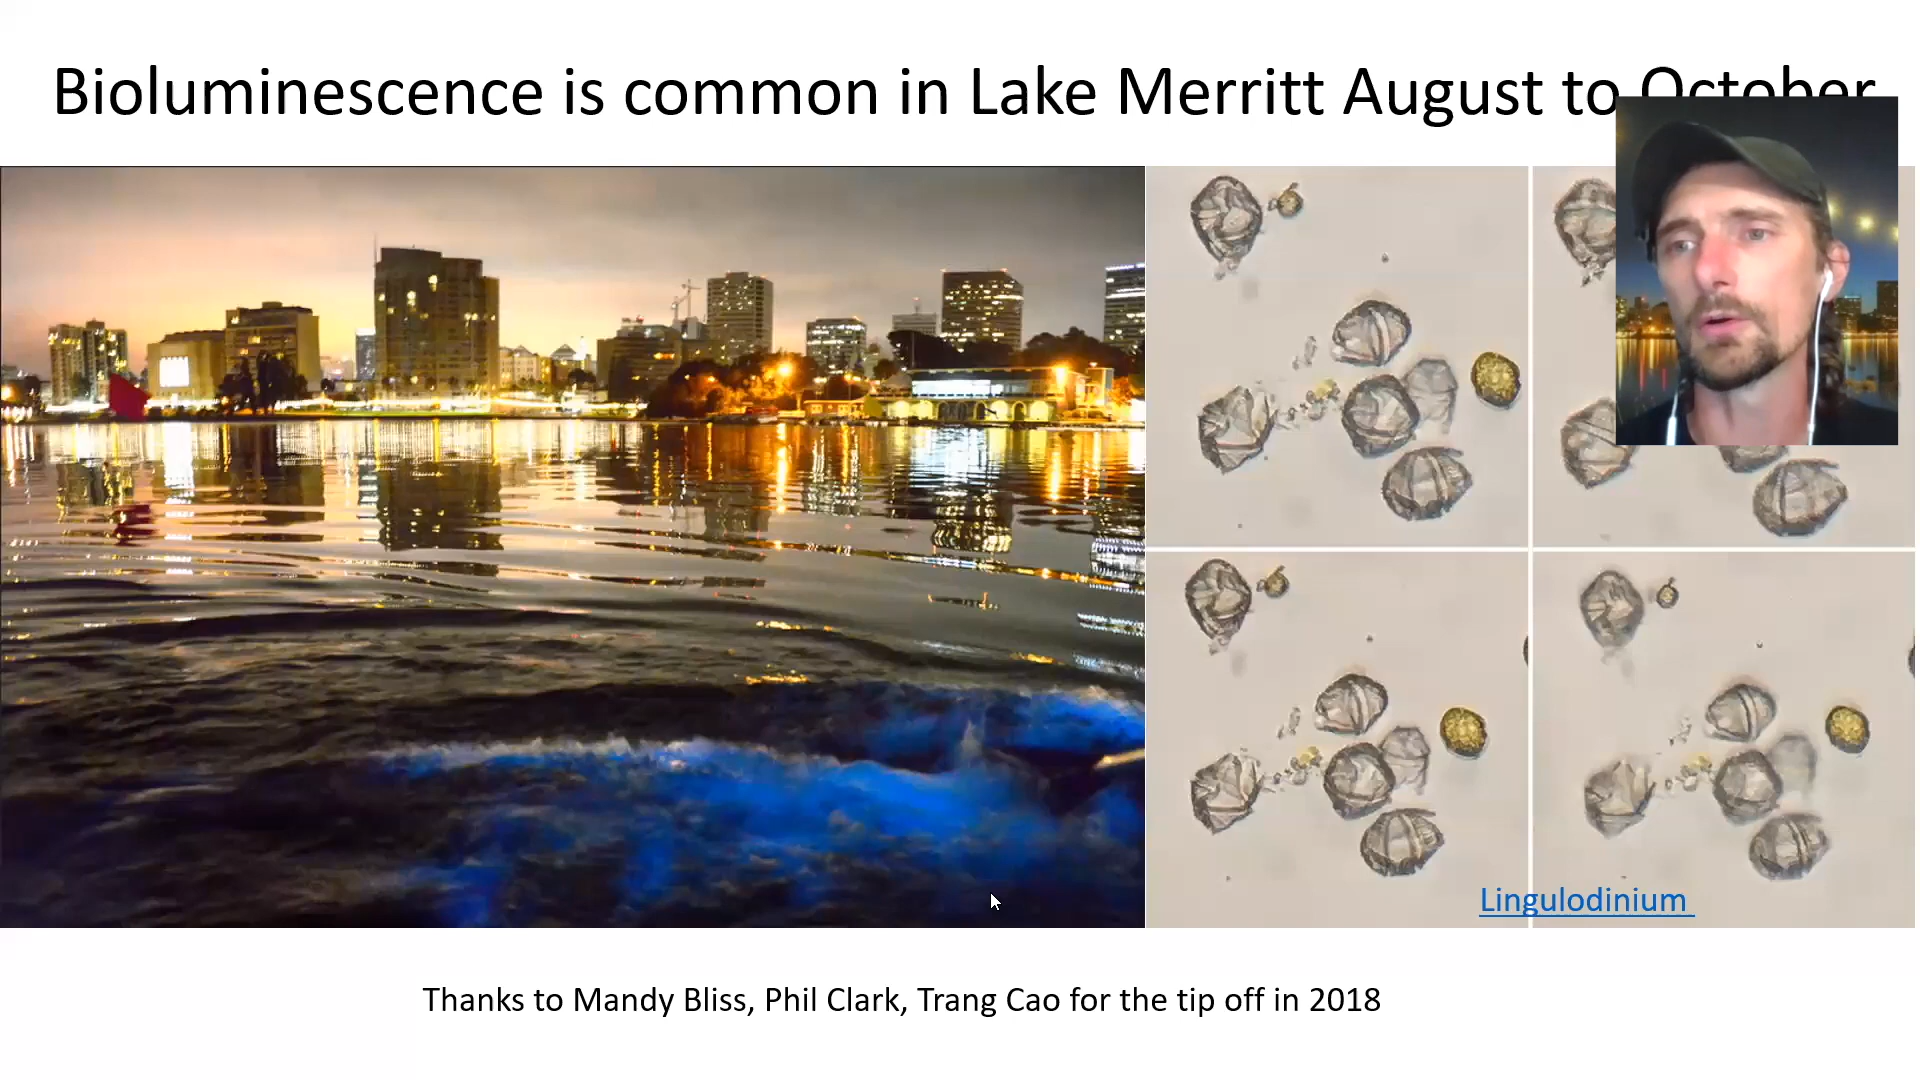 Bioluminescence is common in Lake Merritt August to October
Lingulodinium
Thanks to Mandy Bliss, Phil Clark, Trang Cao for the tip off in 2018